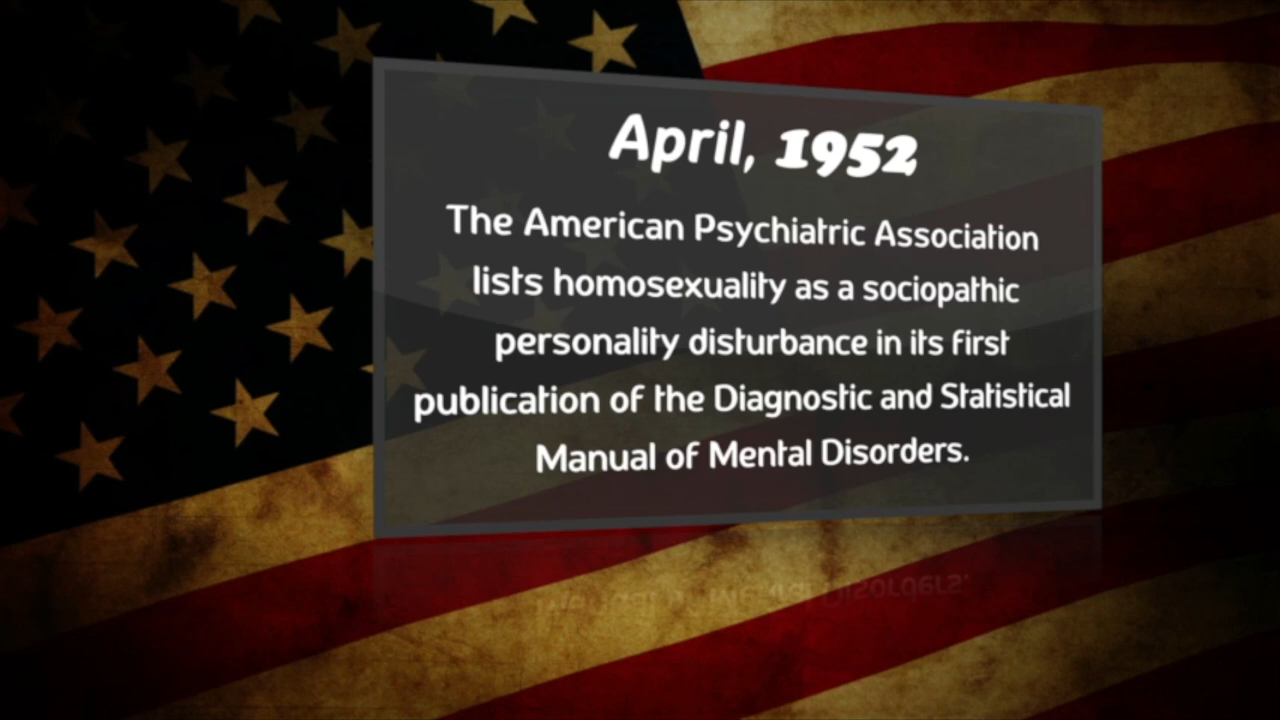 April, 1952
The American Psychiatric Association
lists homosexuality as a sociopathic
personality disturbance in its first
publication of the Diagnostic and Statistical
Manual of Mental Disorders.